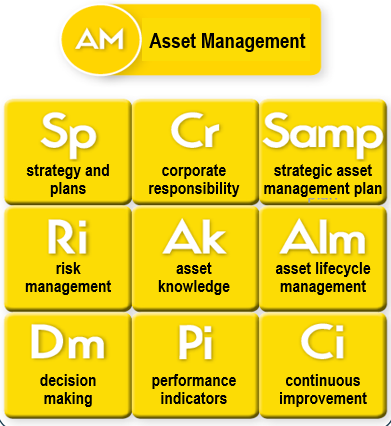 AM Asset Management
Sp
strategy and
plans
Cr
corporate
responsibility
Samp
strategic asset
management plan
Ri
risk
management
Ak
asset
knowledge
Alm
asset lifecycle
management
Dm
decision
making
Pi
performance
indicators
Ci
continuous
improvement